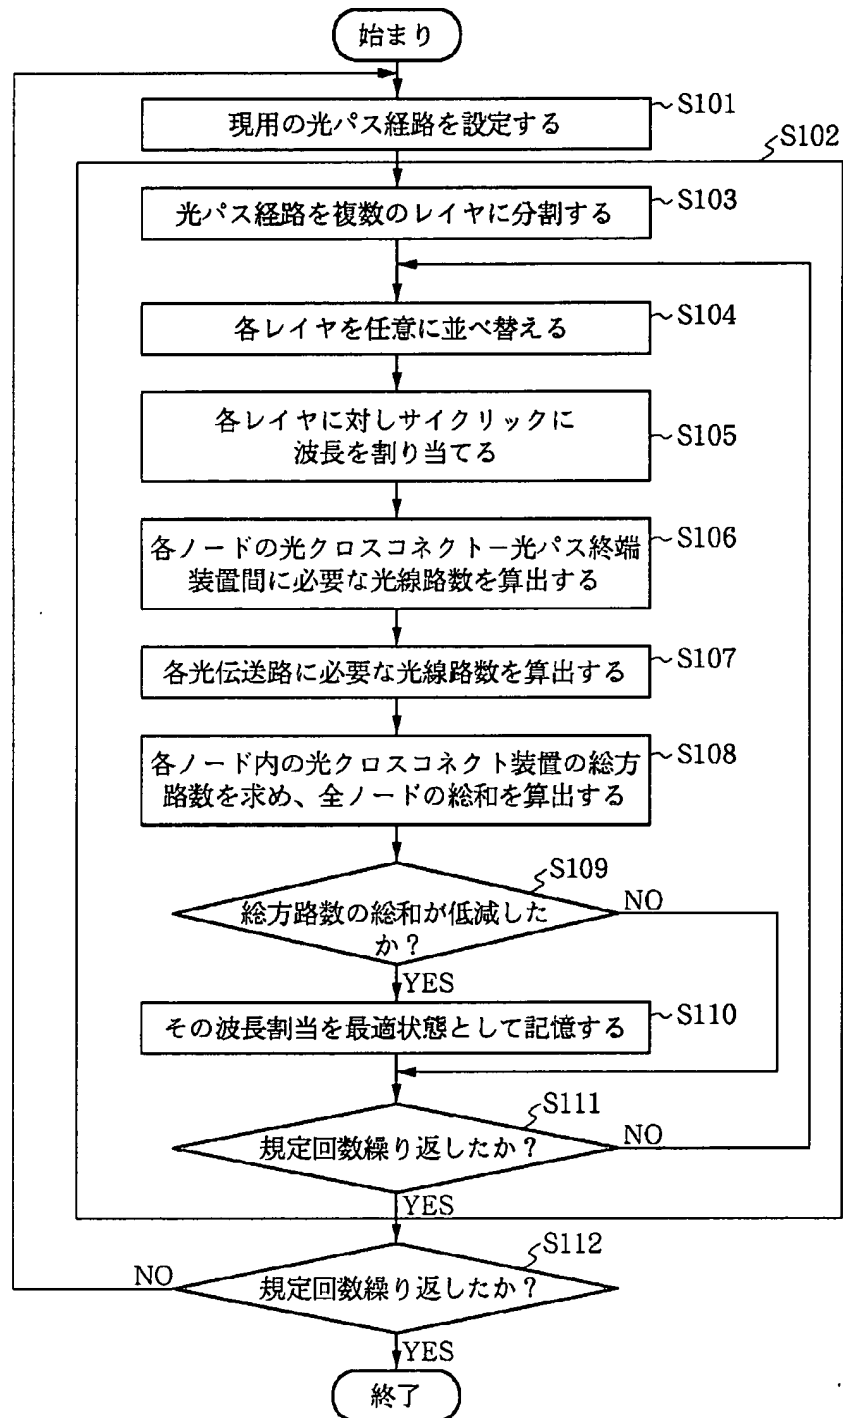 始まり
現用の光パス経路を設定する
S101
S102
光パス経路を複数のレイヤに分割する
S103
各レイヤを任意に並べ替える
S104
各レイヤに対しサイクリックに
波長を割り当てる
S105
各ノードの光クロスコネクト－光パス終端
装置間に必要な光線路数を算出する
S106
各光伝送路に必要な光線路数を算出する
S107
各ノード内の光クロスコネクト装置の総方
路数を求め、全ノードの総和を算出する
S108
S109
総方路数の総和が低減した
か？
NO
YES
その波長割当を最適状態として記憶する
S110
S111
規定回数繰り返したか？
NO
YES
S112
規定回数繰り返したか？
NO
YES
終了